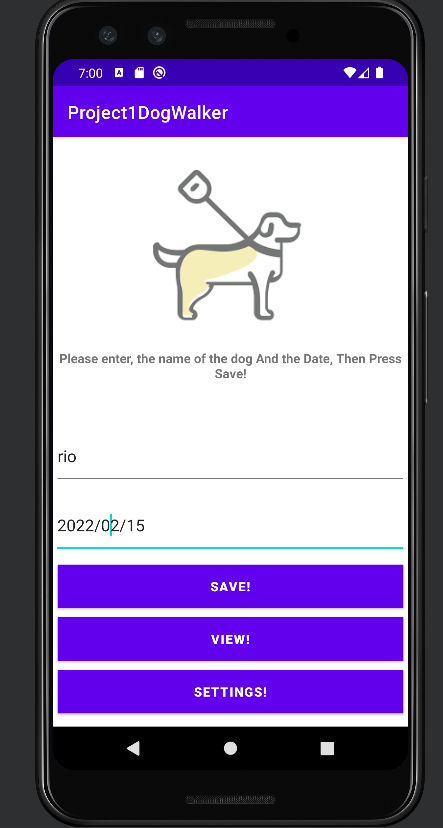 7:00
Project1DogWalker
Please enter, the name of the dog And the Date, Then Press
Save!
rio
2022/02/15
SAVE!
VIEW!
SETTINGS!